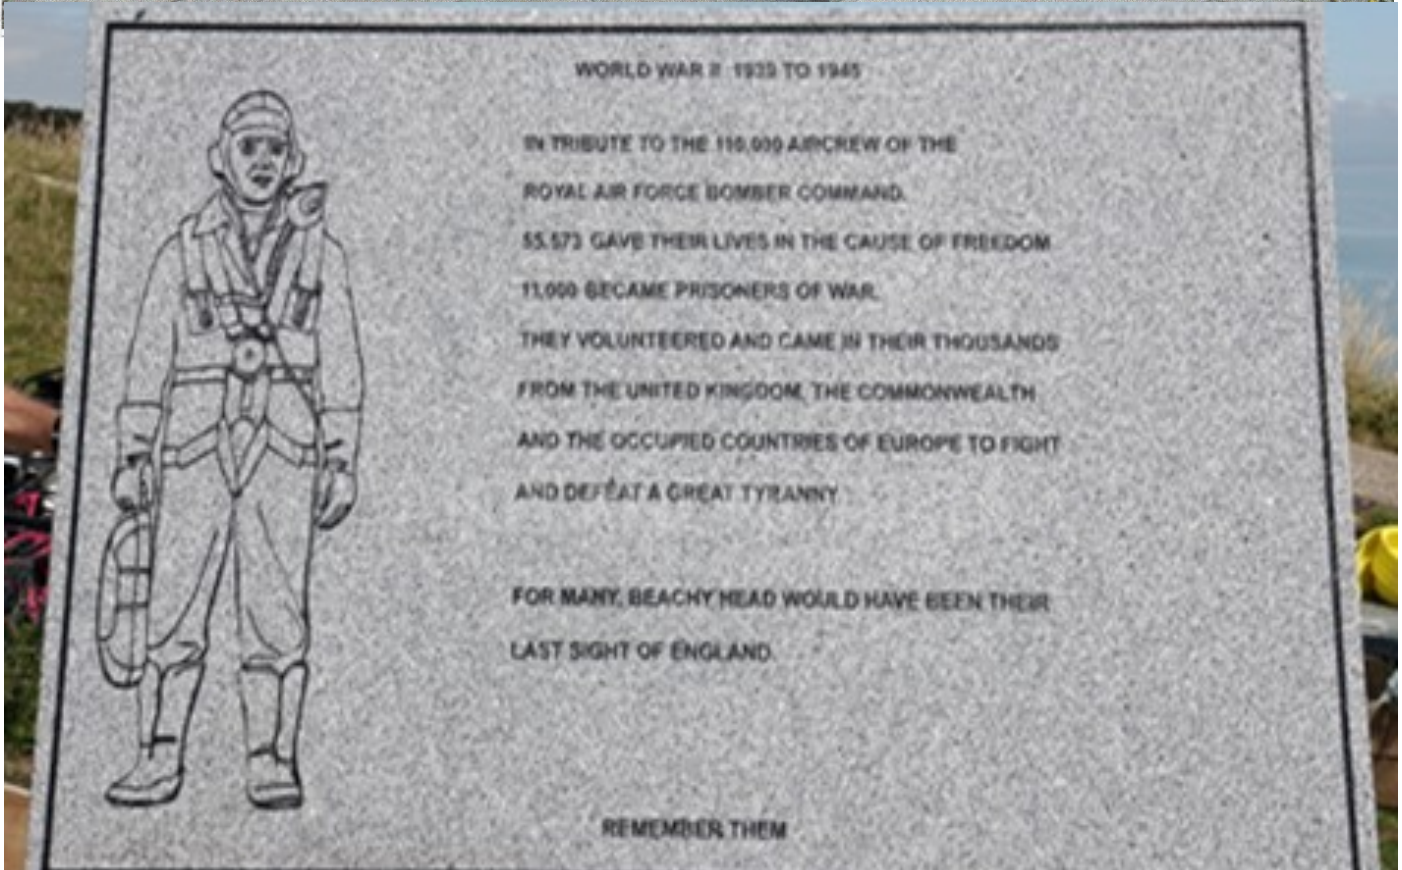 WORLD WAR II 1939 TO 1945
IN TRIBUTE TO THE 110,000 AIRCREW OF THE
ROYAL AIR FORCE BOMBER COMMAND.
55,573 GAVE THEIR LIVES IN THE CAUSE OF FREEDOM
11,000 BECAME PRISONERS OF WAR.
THEY VOLUNTEERED AND CAME IN THEIR THOUSANDS
FROM THE UNITED KINGDOM, THE COMMONWEALTH
AND THE OCCUPIED COUNTRIES OF EUROPE TO FIGHT
AND DEFEAT A GREAT TYRANNY
FOR MANY, BEACHY HEAD WOULD HAVE BEEN THEIR
LAST SIGHT OF ENGLAND.
REMEMBER THEM